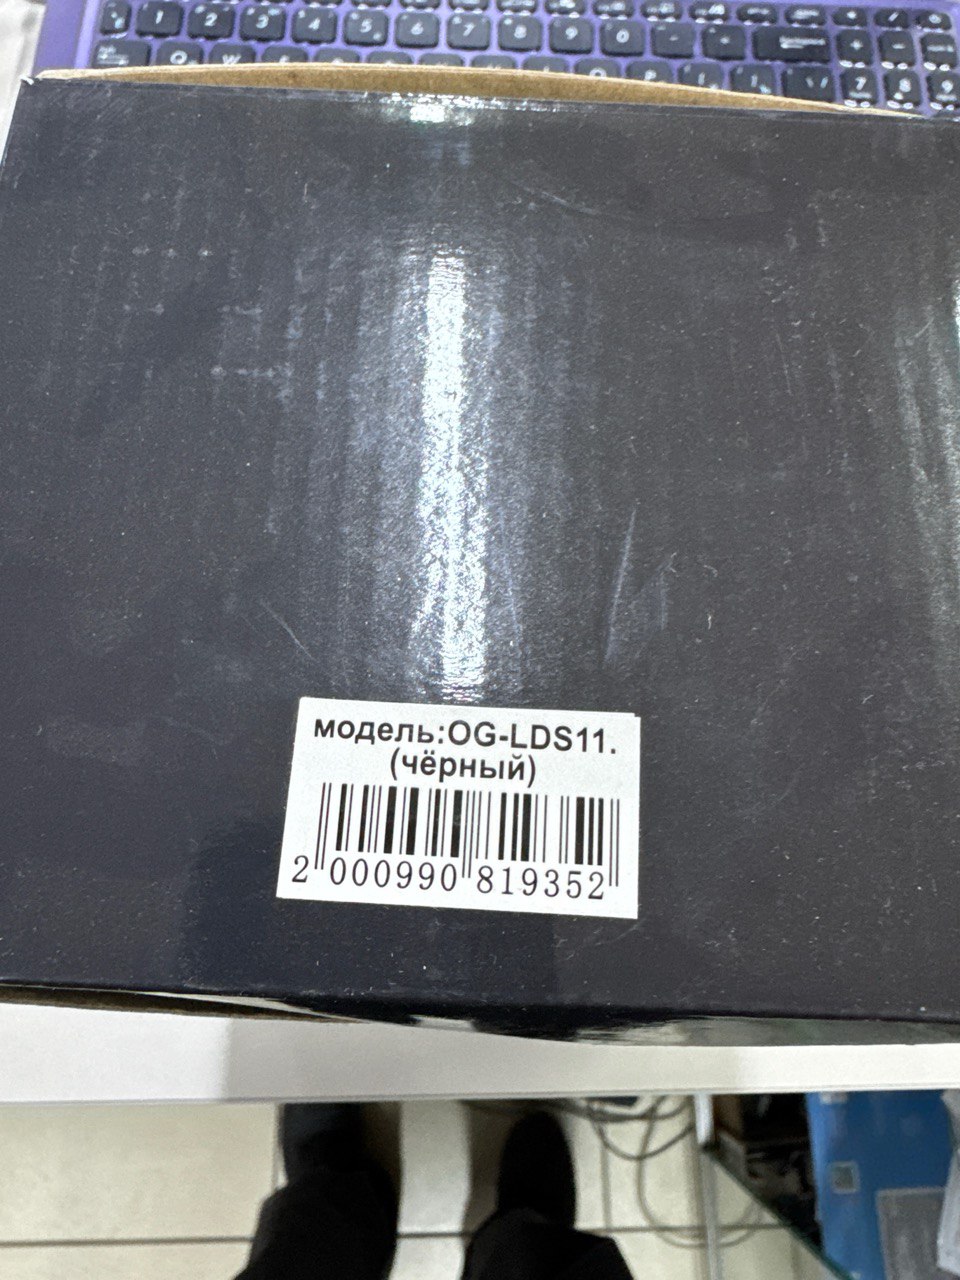 модель:OG-LDS11.
(чёрный)
2 000990 819352